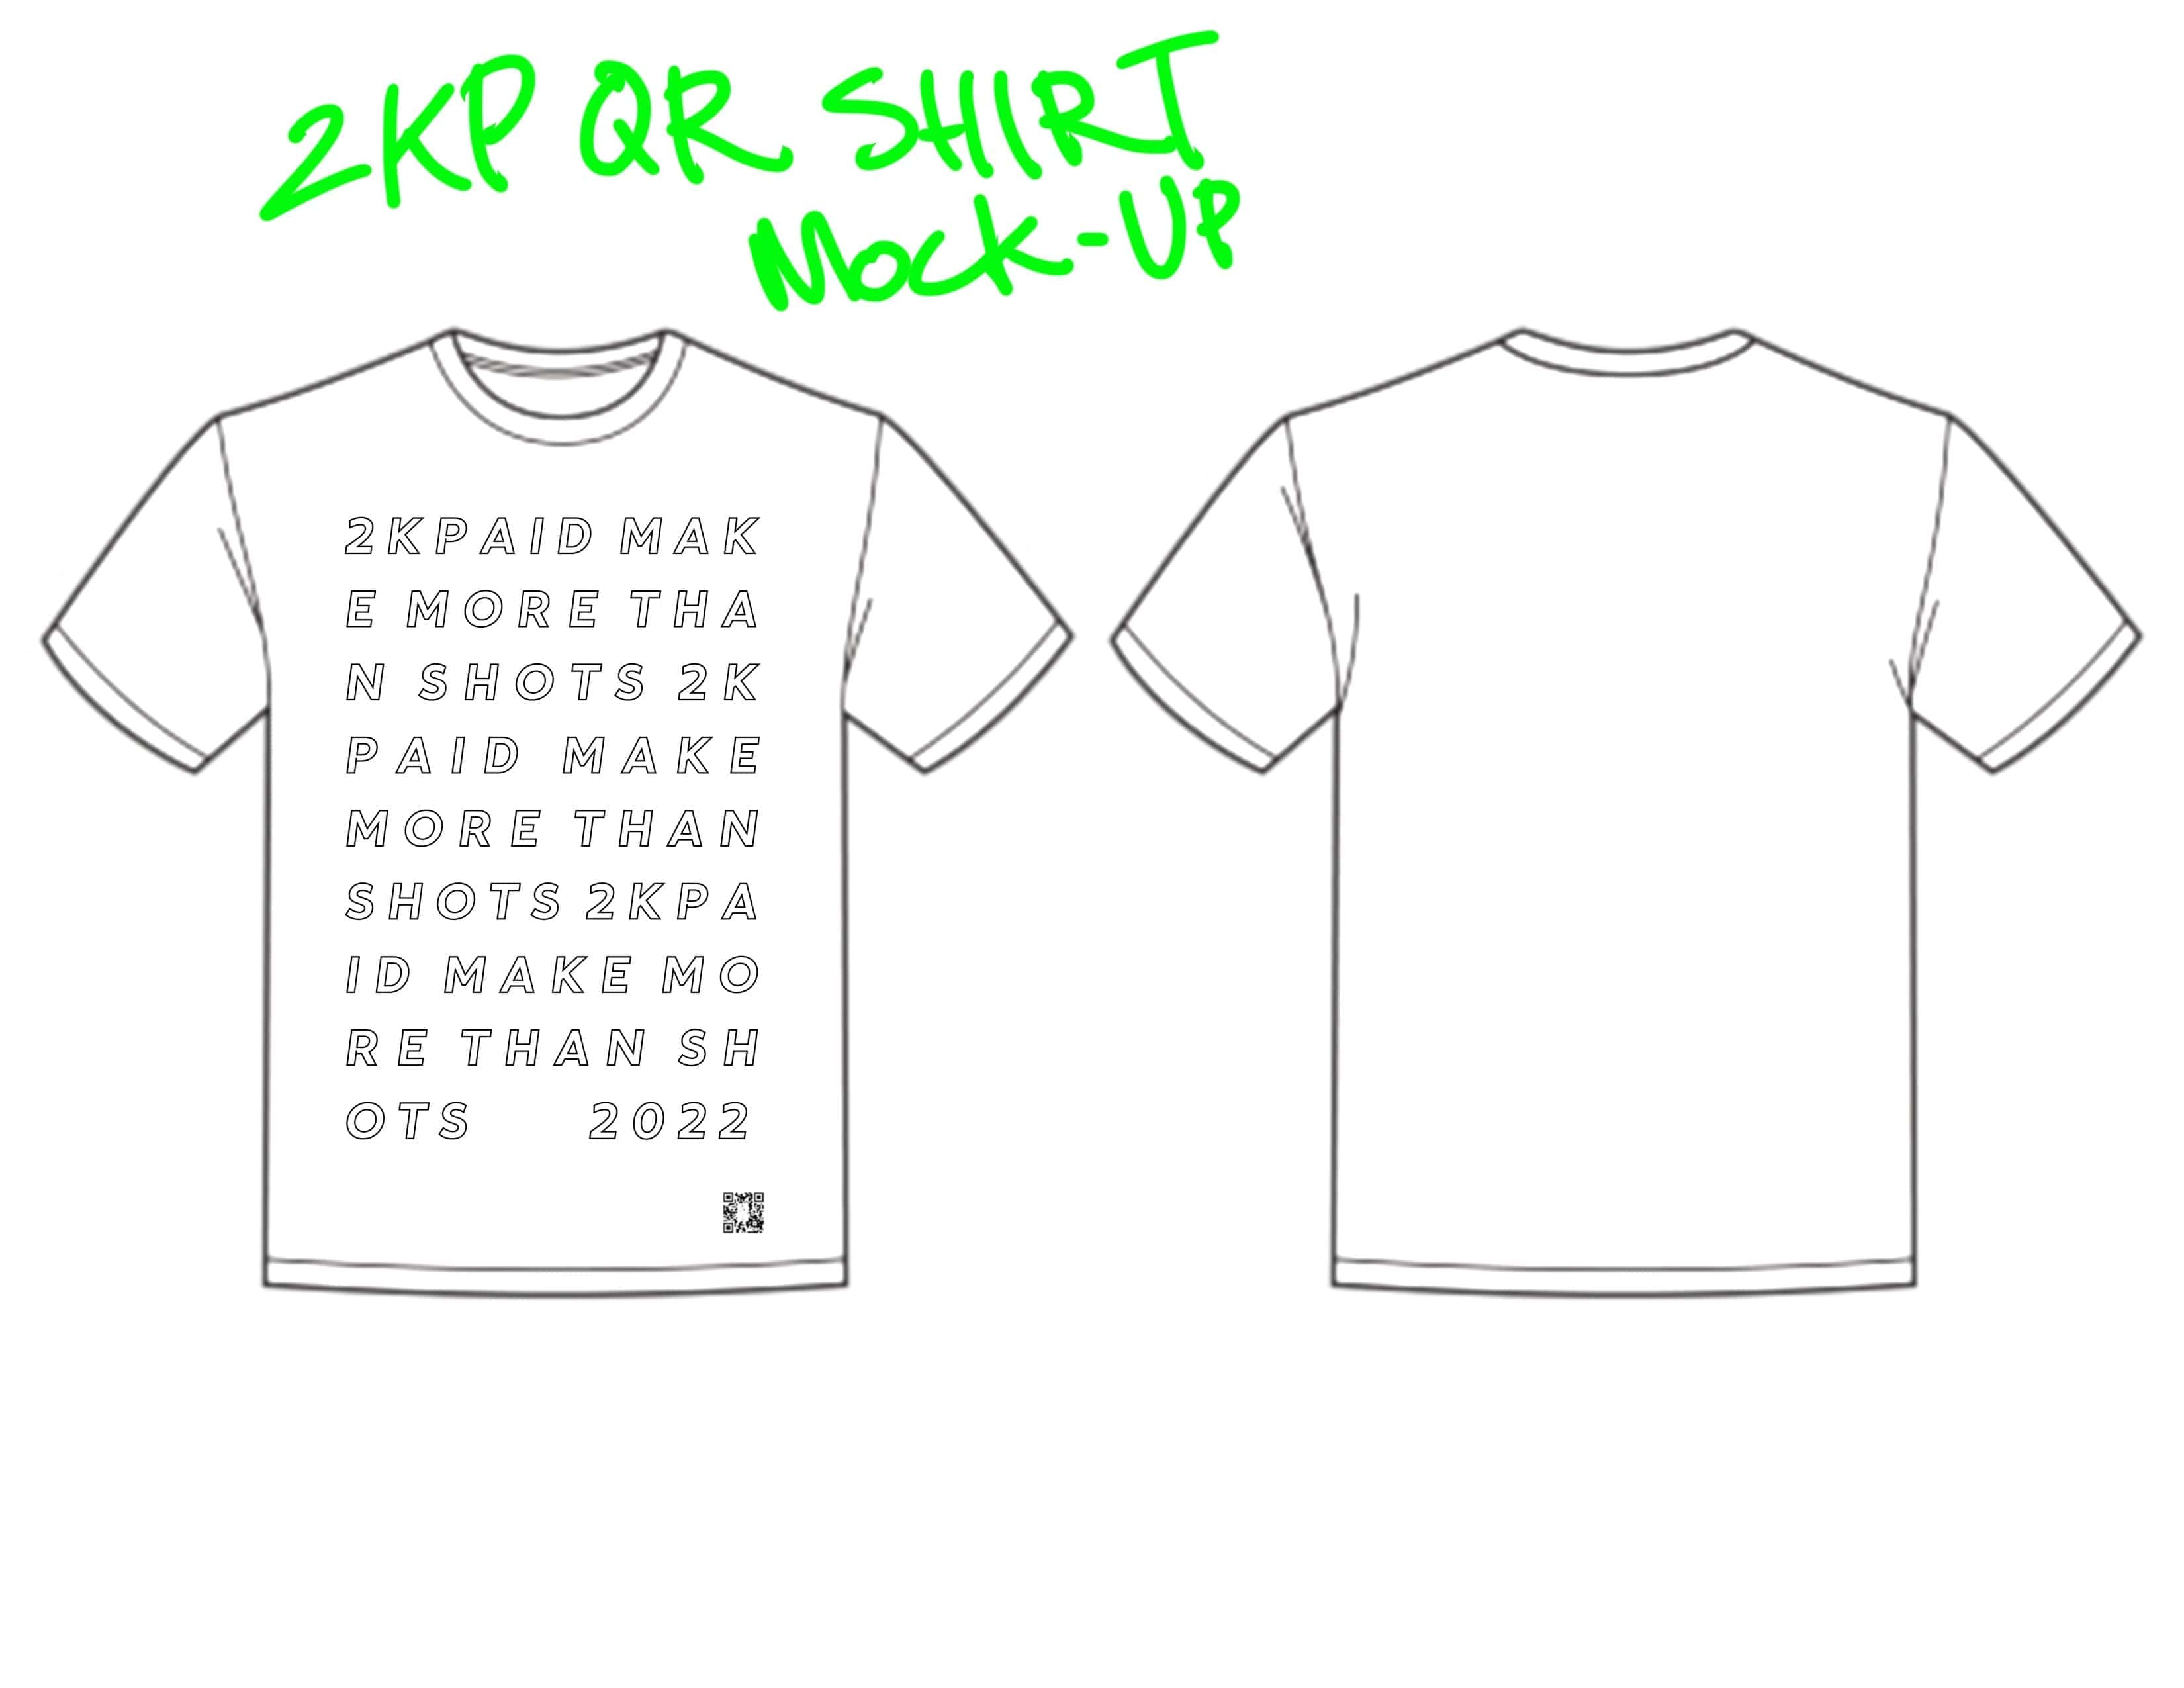 2KP QR SHIRT
Mock-UP
2KPAID MAK
E MORE THA
N SHOTS 2K
PAID MAKE
MORE THAN
SHOTS 2KPA
ID MAKE MO
RE THAN SH
OTS 2022